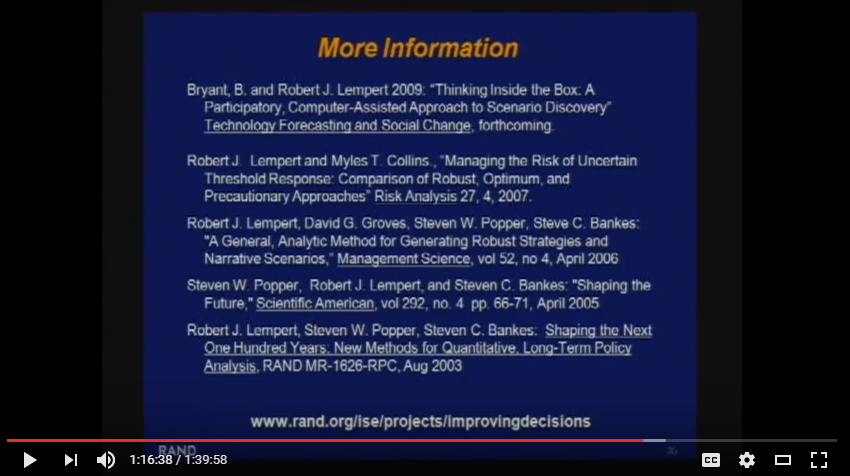 More Information
Bryant, B. and Robert J. Lempert 2009: “Thinking Inside the Box: A
Participatory, Computer-Assisted Approach to Scenario Discovery”
Technology Forecasting and Social Change, forthcoming.
Robert J. Lempert and Myles T. Collins., “Managing the Risk of Uncertain
Threshold Response: Comparison of Robust, Optimum, and
Precautionary Approaches” Risk Analysis 27, 4, 2007.
Robert J. Lempert, David G. Groves, Steven W. Popper, Steve C. Bankes:
"A General, Analytic Method for Generating Robust Strategies and
Narrative Scenarios,” Management Science, vol 52, no 4, April 2006
Steven W. Popper, Robert J. Lempert, and Steven C. Bankes: "Shaping the
Future," Scientific American, vol 292, no. 4 pp. 66-71, April 2005
Robert J. Lempert, Steven W. Popper, Steven C. Bankes: Shaping the Next
One Hundred Years: New Methods for Quantitative, Long-Term Policy
Analysis, RAND MR-1626-RPC, Aug 2003
www.rand.org/ise/projects/improvingdecisions
RAND
1:16:38 / 1:39:58
CC